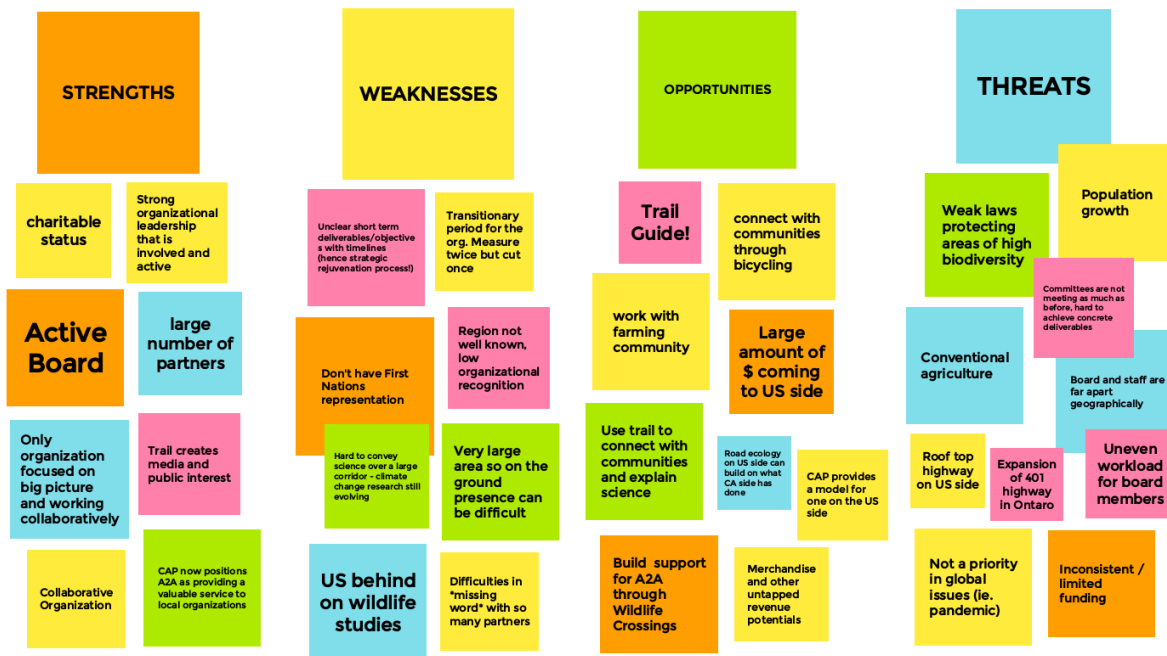 STRENGTHS
WEAKNESSES
OPPORTUNITIES
THREATS
charitable
status
Strong
organizational
leadership
that is
involved and
active
Active
Board
large
number of
partners
Only
organization
focused on
big picture
and working
collaboratively
Trail creates
media and
public interest
Collaborative
Organization
CAP now positions
A2A as providing a
valuable service to
local organizations
Unclear short term
deliverables/objective
s with timelines
(hence strategic
rejuvenation process!)
Transitionary
period for the
org. Measure
twice but cut
once
Don't have First
Nations
representation
Region not
well known,
low
organizational
recognition
Hard to convey
science over a large
corridor - climate
change research still
evolving
Very large
area so on the
ground
presence can
be difficult
US behind
on wildlife
studies
Difficulties in
*missing
word* with so
many partners
Trail
Guide!
connect with
communities
through
bicycling
work with
farming
community
Large
amount of
$ coming
to US side
Use trail to
connect with
communities
and explain
science
Road ecology
on US side can
build on what
CA side has
done
CAP provides
a model for
one on the US
side
Build support
for A2A
through
Wildlife
Crossings
Merchandise
and other
untapped
revenue
potentials
Weak laws
protecting
areas of high
biodiversity
Population
growth
Committees are not
meeting as much as
before, hard to
achieve concrete
deliverables
Conventional
agriculture
Board and staff are
far apart
geographically
Roof top
highway
on US side
Expansion
of 401
highway
in Ontaro
Uneven
workload
for board
members
Not a priority
in global
issues (ie.
pandemic)
Inconsistent /
limited
funding